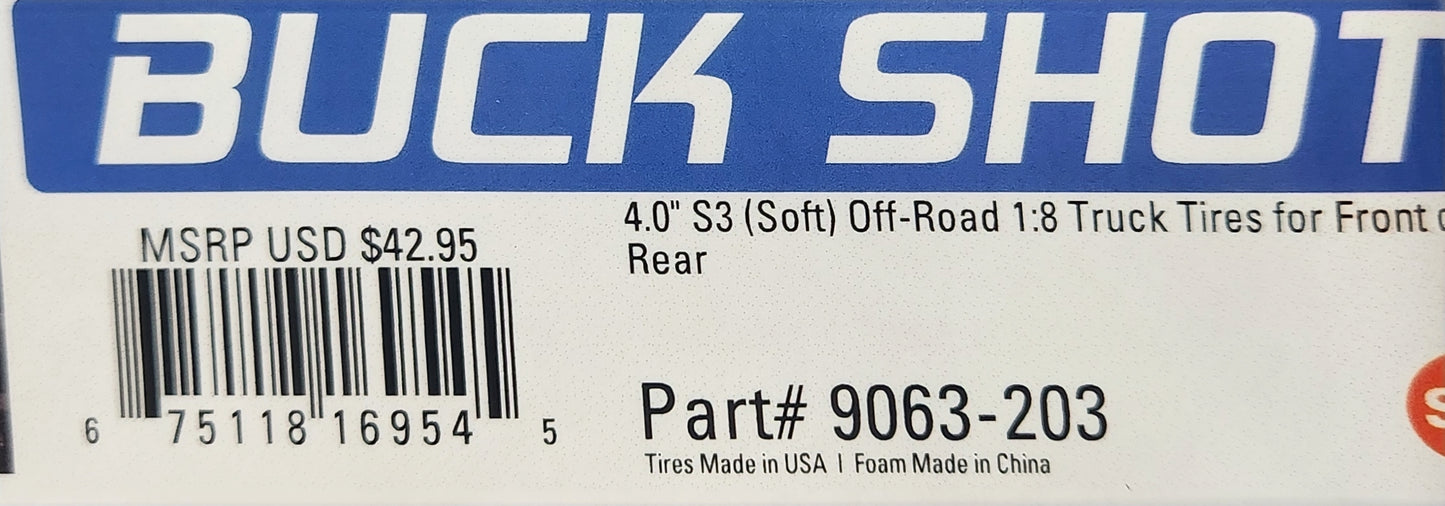 BUCK SHOT
4.0" S3 (Soft) Off-Road 1:8 Truck Tires for Front
Rear
MSRP USD $42.95
6 75118 16954 5
Part# 9063-203
Tires Made in USA | Foam Made in China